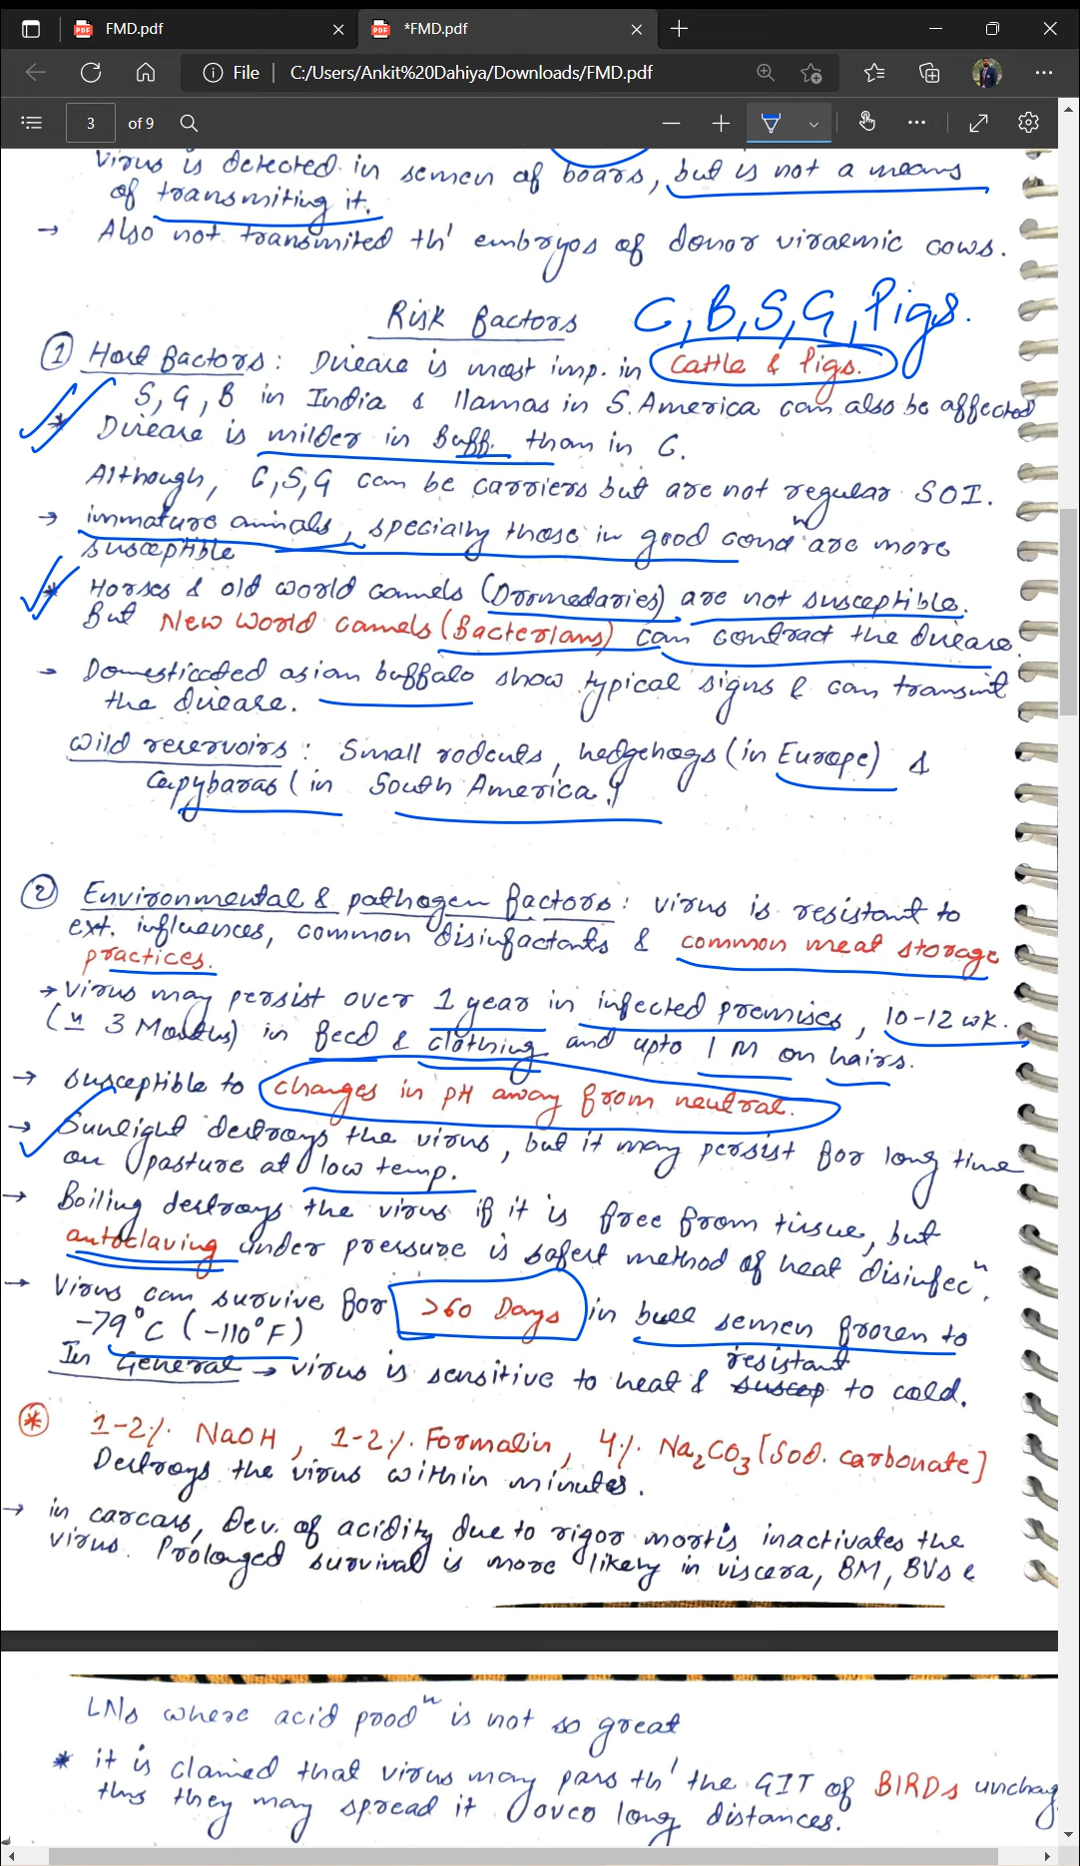 FMD.pdf
*FMD.pdf
File
C:/Users/Ankit%20Dahiya/Downloads/FMD.pdf
3 of 9
Virus is detected in semen of boars, but is not a means
of transmiting it.
→ Also not transmited th' embryos of donor viraemic cows.
Risk factors C, B, S, G, Pigs.
① Host factors: Disease is most imp. in Cattle & Pigs.
S, G, B in India & llamas in S. America can also be affected
* Disease is milder in Buff. than in C.
Although, C, S, G can be carriers but are not regular SOI.
→ immature animals, specially those in good condⁿ are more
susceptible
* Horses & old world camels (Dromedaries) are not susceptible.
But New World camels (Bacterians) can contract the disease.
→ Domesticated asian buffalo show typical signs & can transmit
the disease.
Wild reservoirs: Small rodents, hedgehogs (in Europe) &
Capybaras (in South America)
② Environmental & pathogen factors: virus is resistant to
ext. influences, common disinfactants & common meat storage
practices.
→ Virus may persist over 1 year in infected premises, 10-12 wk.
(3 Months) in feed & clothing and upto 1 M on hairs.
→ Susceptible to changes in pH away from neutral.
→ Sunlight destroys the virus, but it may persist for long time
on pasture at low temp.
→ Boiling destroys the virus if it is free from tissue, but
autoclaving under pressure is safest method of heat disinfecⁿ.
→ Virus can survive for >60 Days in bull semen frozen to
-79°C (-110°F)
In General → virus is sensitive to heat & suscep resistant to cold.
* 1-2%. NaOH, 1-2%. Formalin, 4%. Na₂CO₃ [Sod. carbonate]
Destroys the virus within minutes.
→ in carcass, Dev. of acidity due to rigor mortis inactivates the
virus. Prolonged survival is more likely in viscera, BM, BVs &
LNs where acid prodⁿ is not so great
* it is claimed that virus may pass th' the GIT of BIRDs unchang
thus they may spread it over long distances.